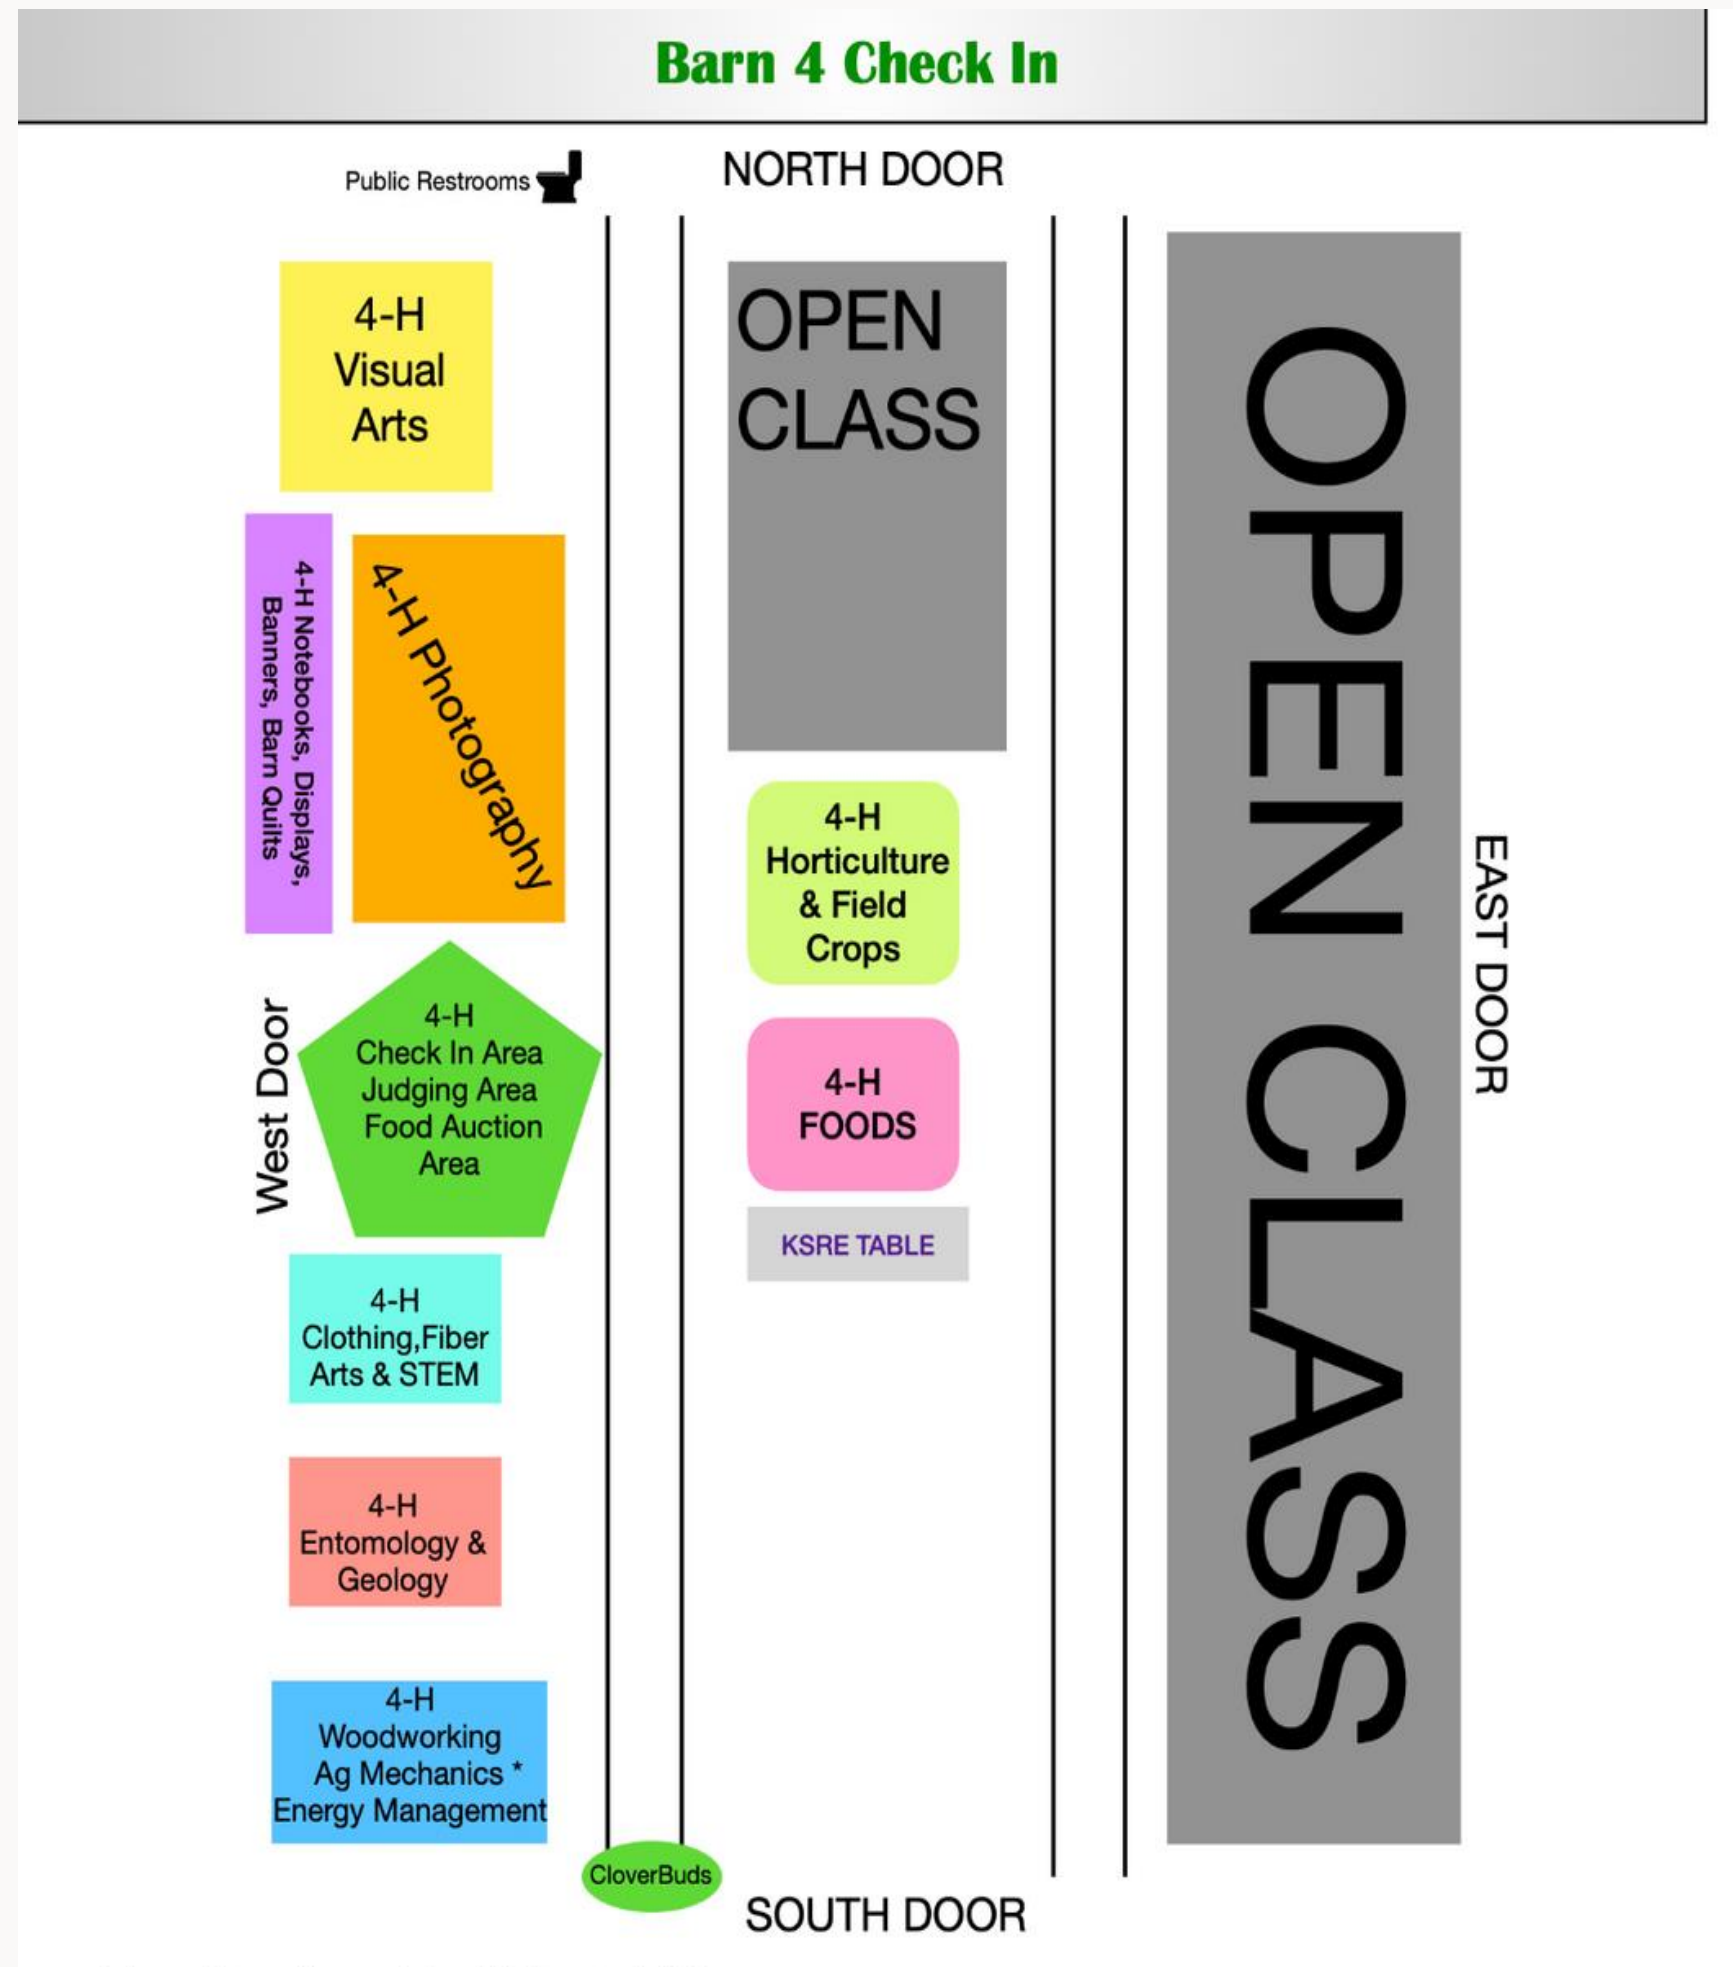 Barn 4 Check In
Public Restrooms
NORTH DOOR
4-H
Visual
Arts
OPEN
CLASS
OPEN CLASS
4-H Notebooks, Displays,
Banners, Barn Quilts
4-H Photography
4-H
Horticulture
& Field
Crops
EAST DOOR
West Door
4-H
Check In Area
Judging Area
Food Auction
Area
4-H
FOODS
KSRE TABLE
4-H
Clothing,Fiber
Arts & STEM
4-H
Entomology &
Geology
4-H
Woodworking
Ag Mechanics *
Energy Management
CloverBuds
SOUTH DOOR